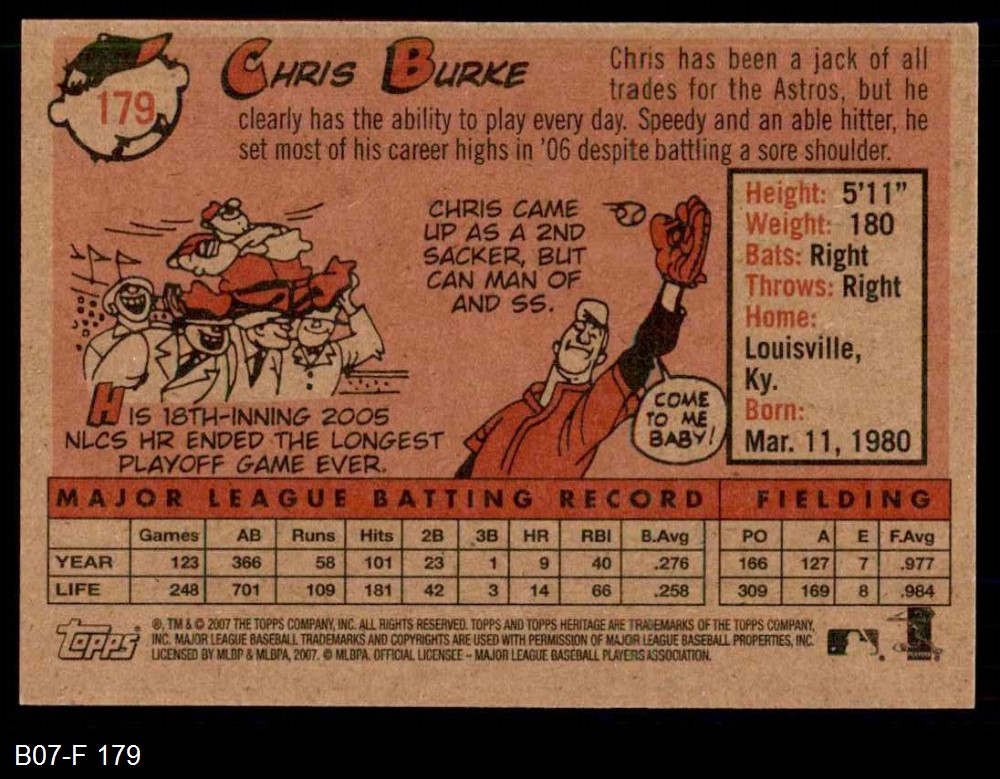 179
CHRIS BURKE
Chris has been a jack of all
trades for the Astros, but he
clearly has the ability to play every day. Speedy and an able hitter, he
set most of his career highs in '06 despite battling a sore shoulder.
CHRIS CAME
UP AS A 2ND
SACKER, BUT
CAN MAN OF
AND SS.
HIS 18TH-INNING 2005
NLCS HR ENDED THE LONGEST
PLAYOFF GAME EVER.
COME
TO ME
BABY!
Height: 5'11"
Weight: 180
Bats: Right
Throws: Right
Home:
Louisville,
Ky.
Born:
Mar. 11, 1980
MAJOR LEAGUE BATTING RECORD FIELDING
Games AB Runs Hits 2B 3B HR RBI B.Avg PO A E F.Avg
YEAR 123 366 58 101 23 1 9 40 .276 166 127 7 .977
LIFE 248 701 109 181 42 3 14 66 .258 309 169 8 .984
TOPPS®
®, TM & © 2007 THE TOPPS COMPANY, INC. ALL RIGHTS RESERVED. TOPPS AND TOPPS HERITAGE ARE TRADEMARKS OF THE TOPPS COMPANY,
INC. MAJOR LEAGUE BASEBALL TRADEMARKS AND COPYRIGHTS ARE USED WITH PERMISSION OF MAJOR LEAGUE BASEBALL PROPERTIES, INC.
LICENSED BY MLBP & MLBPA, 2007. © MLBPA. OFFICIAL LICENSEE – MAJOR LEAGUE BASEBALL PLAYERS ASSOCIATION.
B07-F 179